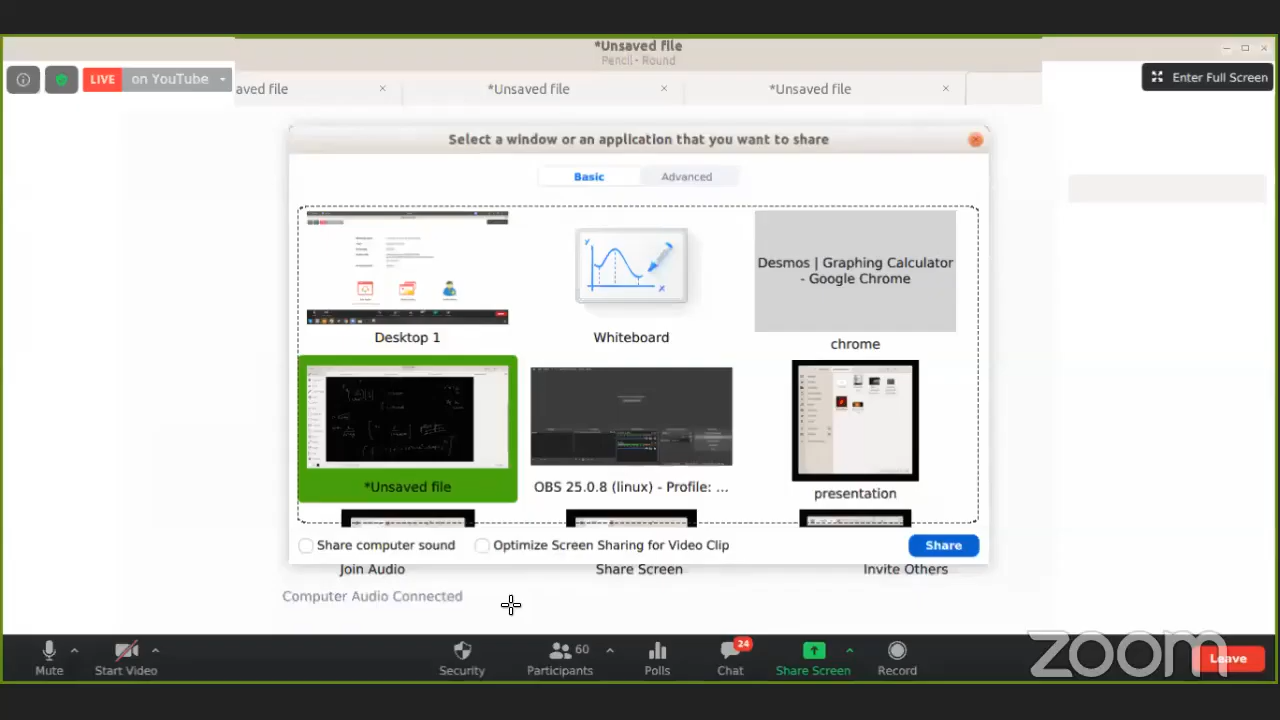 *Unsaved file
Pencil - Round
LIVE on YouTube
aved file × *Unsaved file × *Unsaved file ×
Enter Full Screen
Select a window or an application that you want to share
Basic Advanced
Desmos | Graphing Calculator
- Google Chrome
Desktop 1 Whiteboard chrome
*Unsaved file OBS 25.0.8 (linux) - Profile: ... presentation
Share computer sound Optimize Screen Sharing for Video Clip Share
Join Audio Share Screen Invite Others
Computer Audio Connected
60 24
Mute Start Video Security Participants Polls Chat Share Screen Record Leave
zoom